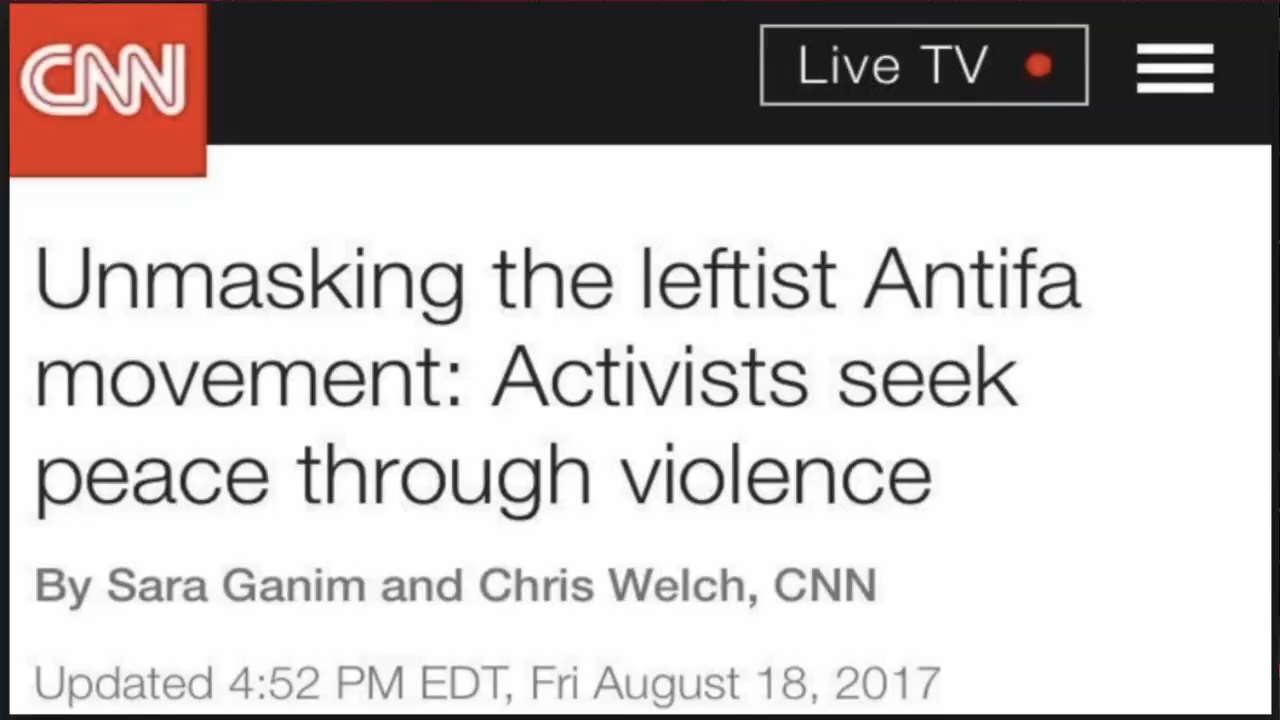 CNN
Live TV
Unmasking the leftist Antifa
movement: Activists seek
peace through violence
By Sara Ganim and Chris Welch, CNN
Updated 4:52 PM EDT, Fri August 18, 2017